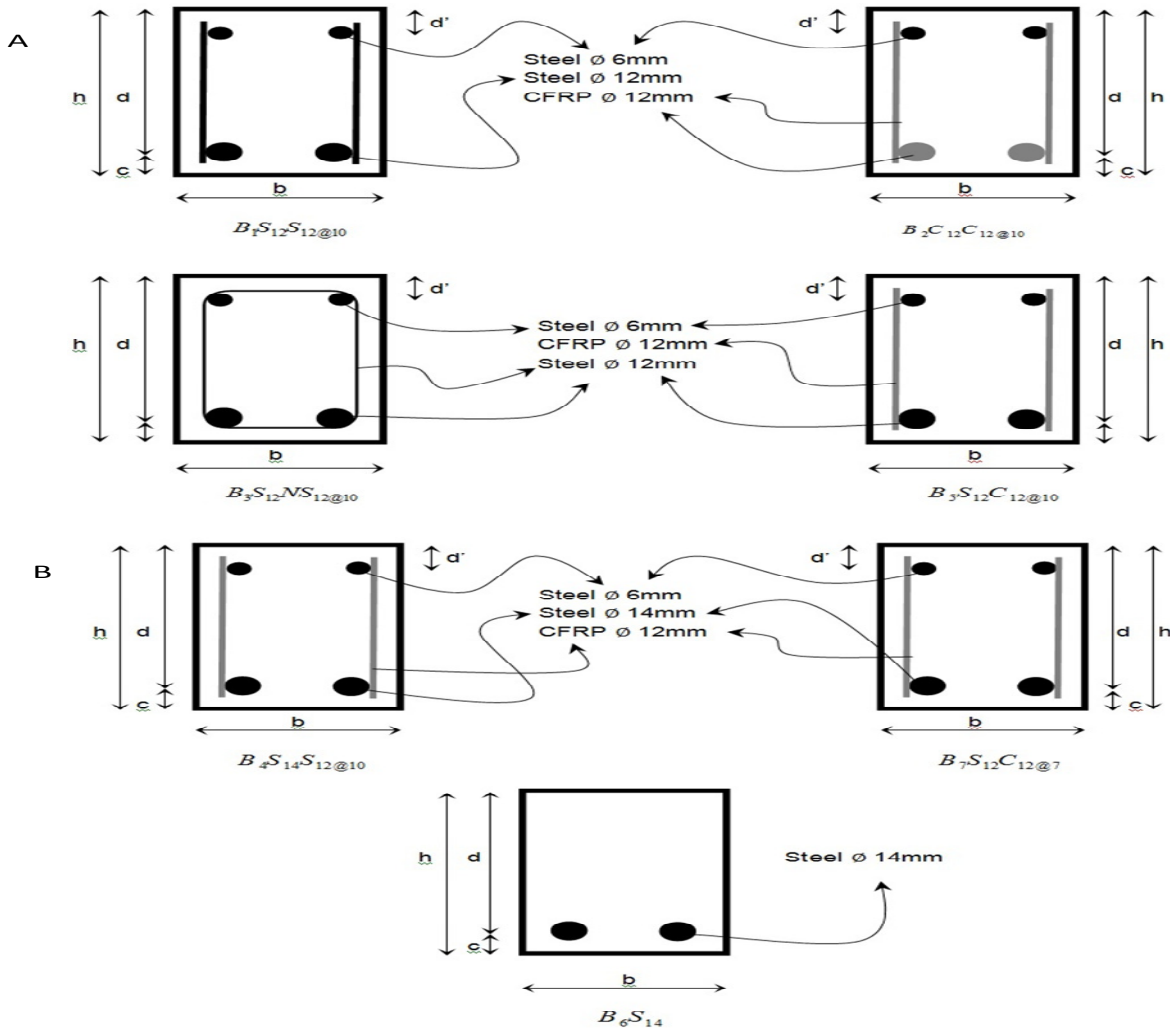 A
h
d
c
b
d'
B₁S₁₂S₁₂@₁₀
Steel ø 6mm
Steel ø 12mm
CFRP ø 12mm
d'
d
h
c
b
B₂C₁₂C₁₂@₁₀
h
d
b
d'
B₃S₁₂NS₁₂@₁₀
Steel ø 6mm
CFRP ø 12mm
Steel ø 12mm
d'
d
h
b
B₅S₁₂C₁₂@₁₀
B
h
d
c
b
d'
B₄S₁₄S₁₂@₁₀
Steel ø 6mm
Steel ø 14mm
CFRP ø 12mm
d'
d
h
c
b
B₇S₁₂C₁₂@₇
h
d
c
b
B₆S₁₄
Steel ø 14mm